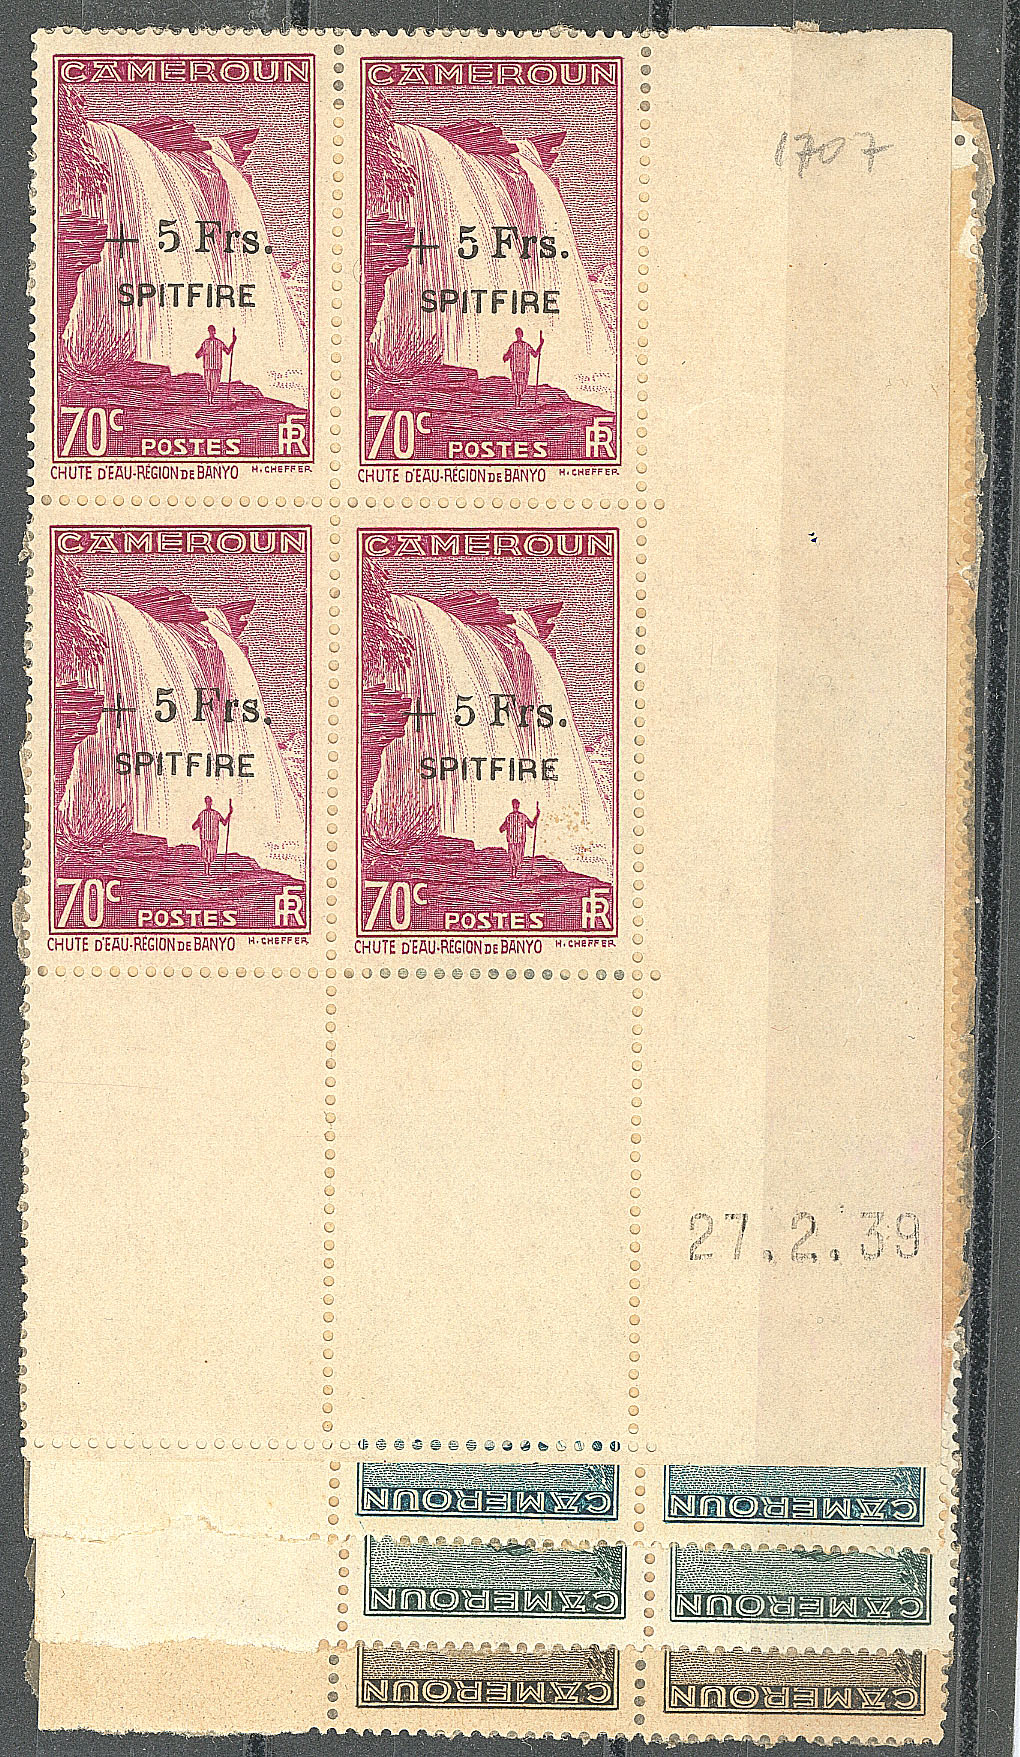 CAMEROUN CAMEROUN
1707
+ 5 Frs. + 5 Frs.
SPITFIRE SPITFIRE
70c POSTES RF 70c POSTES RF
CHUTE D'EAU-RÉGION DE BANYO H. CHEFFER CHUTE D'EAU-RÉGION DE BANYO H. CHEFFER
CAMEROUN CAMEROUN
+ 5 Frs. + 5 Frs.
SPITFIRE SPITFIRE
70c POSTES RF 70c POSTES RF
CHUTE D'EAU-RÉGION DE BANYO H. CHEFFER CHUTE D'EAU-RÉGION DE BANYO H. CHEFFER
27.2.39
CAMEROUN CAMEROUN
CAMEROUN CAMEROUN
CAMEROUN CAMEROUN